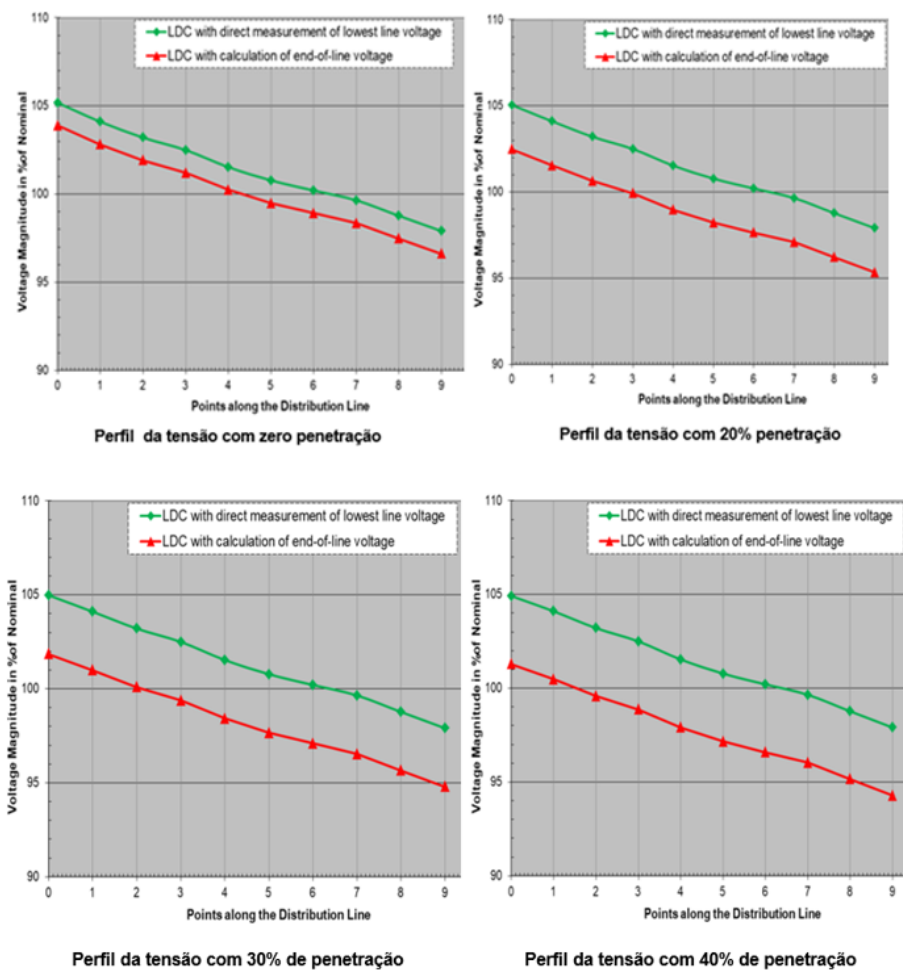 110
LDC with direct measurement of lowest line voltage
LDC with calculation of end-of-line voltage
105
100
95
90
Voltage Magnitude in %of Nominal
0 1 2 3 4 5 6 7 8 9
Points along the Distribution Line
Perfil da tensão com zero penetração
110
LDC with direct measurement of lowest line voltage
LDC with calculation of end-of-line voltage
105
100
95
90
Voltage Magnitude in %of Nominal
0 1 2 3 4 5 6 7 8 9
Points along the Distribution Line
Perfil da tensão com 20% penetração
110
LDC with direct measurement of lowest line voltage
LDC with calculation of end-of-line voltage
105
100
95
90
Voltage Magnitude in %of Nominal
0 1 2 3 4 5 6 7 8 9
Points along the Distribution Line
Perfil da tensão com 30% de penetração
110
LDC with direct measurement of lowest line voltage
LDC with calculation of end-of-line voltage
105
100
95
90
Voltage Magnitude in %of Nominal
0 1 2 3 4 5 6 7 8 9
Points along the Distribution Line
Perfil da tensão com 40% de penetração